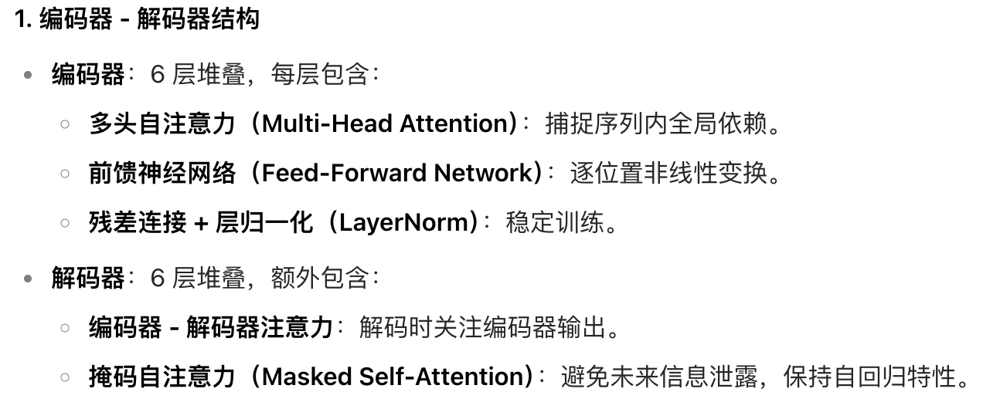 1. 编码器 - 解码器结构
• 编码器：6 层堆叠，每层包含：
○ 多头自注意力（Multi-Head Attention）：捕捉序列内全局依赖。
○ 前馈神经网络（Feed-Forward Network）：逐位置非线性变换。
○ 残差连接 + 层归一化（LayerNorm）：稳定训练。
• 解码器：6 层堆叠，额外包含：
○ 编码器 - 解码器注意力：解码时关注编码器输出。
○ 掩码自注意力（Masked Self-Attention）：避免未来信息泄露，保持自回归特性。